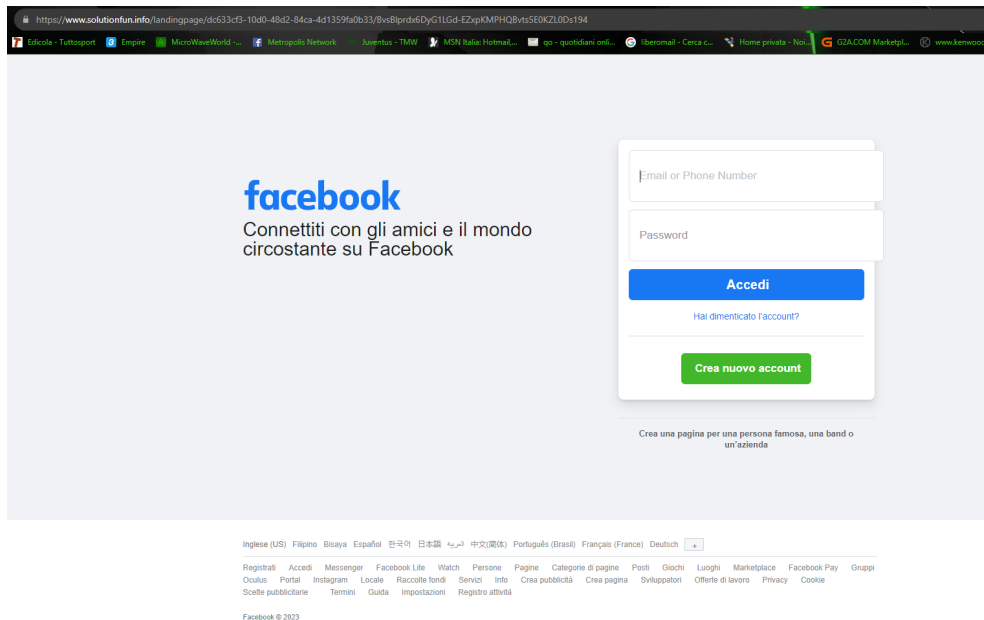 https://www.solutionfun.info/landingpage/dc633cf3-10d0-48d2-84ca-4d1359fa0b33/BvsBlprdx6DyG1LGd-EZxpKMPHQBvts5E0KZL0Ds194
Edicola - Tuttosport Empire MicroWaveWorld -... Metropolis Network Juventus - TMW MSN Italia: Hotmail,... qo - quotidiani onli... liberomail - Cerca c... Home privata - Noi... G2A.COM Marketpl... www.kenwood
facebook
Connettiti con gli amici e il mondo
circostante su Facebook
Email or Phone Number
Password
Accedi
Hai dimenticato l'account?
Crea nuovo account
Crea una pagina per una persona famosa, una band o
un'azienda
Inglese (US) Filipino Bisaya Español 한국어 日本語 العربية 中文(简体) Português (Brasil) Français (France) Deutsch +
Registrati Accedi Messenger Facebook Lite Watch Persone Pagine Categorie di pagine Posti Giochi Luoghi Marketplace Facebook Pay Gruppi
Oculus Portal Instagram Locale Raccolte fondi Servizi Info Crea pubblicità Crea pagina Sviluppatori Offerte di lavoro Privacy Cookie
Scelte pubblicitarie Termini Guida Impostazioni Registro attività
Facebook © 2023